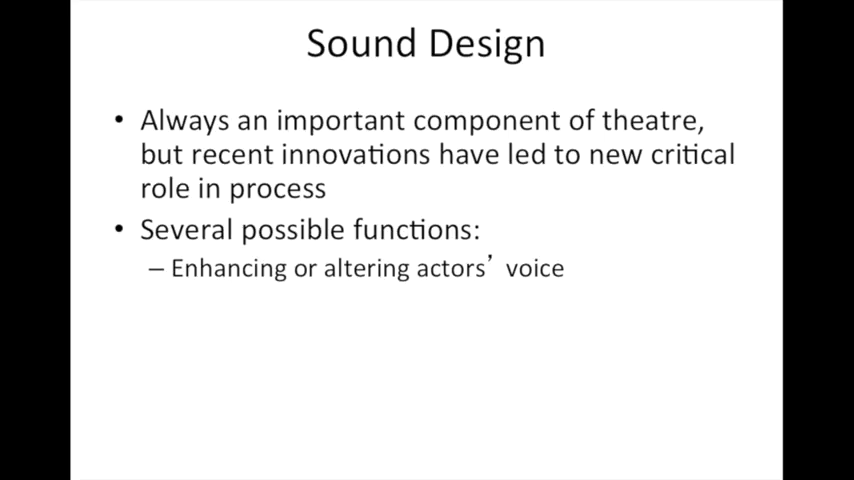 Sound Design
• Always an important component of theatre,
but recent innovations have led to new critical
role in process
• Several possible functions:
– Enhancing or altering actors’ voice